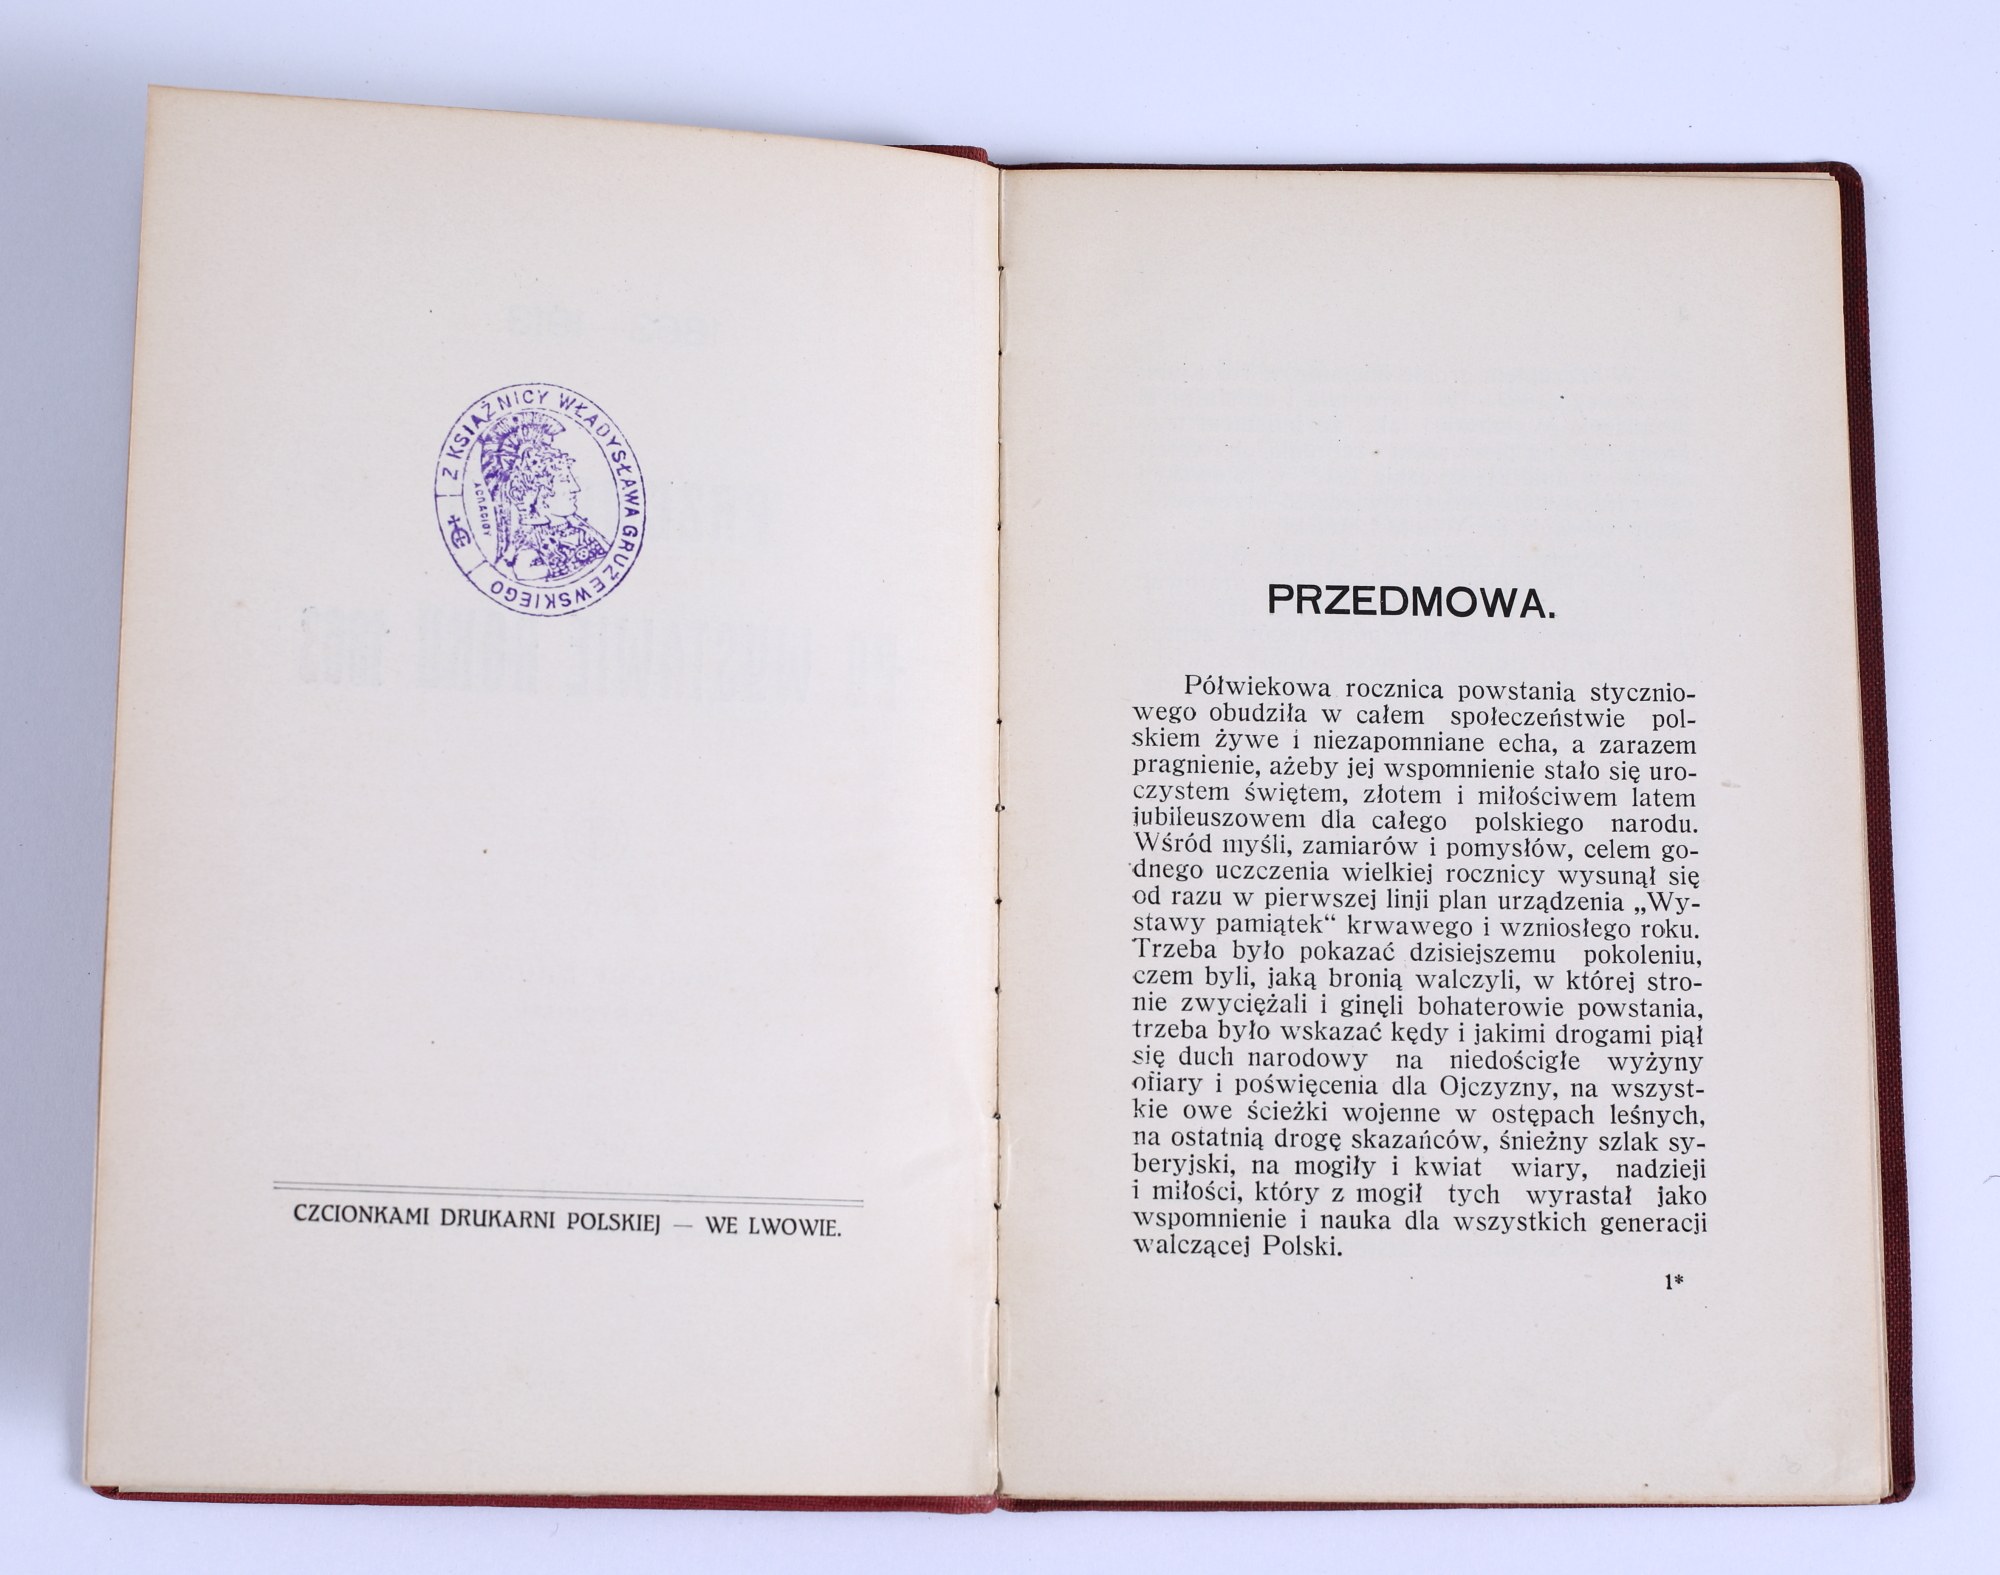 Z KSIĄŻNICY WŁADYSŁAWA GRUŻEWSKIEGO
CZCIONKAMI DRUKARNI POLSKIEJ — WE LWOWIE.
PRZEDMOWA.
Półwiekowa rocznica powstania stycznio-
wego obudziła w całem społeczeństwie pol-
skiem żywe i niezapomniane echa, a zarazem
pragnienie, ażeby jej wspomnienie stało się uro-
czystem świętem, złotem i miłościwem latem
jubileuszowem dla całego polskiego narodu.
Wśród myśli, zamiarów i pomysłów, celem go-
dnego uczczenia wielkiej rocznicy wysunął się
od razu w pierwszej linji plan urządzenia „Wy-
stawy pamiątek“ krwawego i wzniosłego roku.
Trzeba było pokazać dzisiejszemu pokoleniu,
czem byli, jaką bronią walczyli, w której stro-
nie zwyciężali i ginęli bohaterowie powstania,
trzeba było wskazać kędy i jakimi drogami piął
się duch narodowy na niedościgłe wyżyny
ofiary i poświęcenia dla Ojczyzny, na wszyst-
kie owe ścieżki wojenne w ostępach leśnych,
na ostatnią drogę skazańców, śnieżny szlak sy-
beryjski, na mogiły i kwiat wiary, nadzieji
i miłości, który z mogił tych wyrastał jako
wspomnienie i nauka dla wszystkich generacji
walczącej Polski.
1*